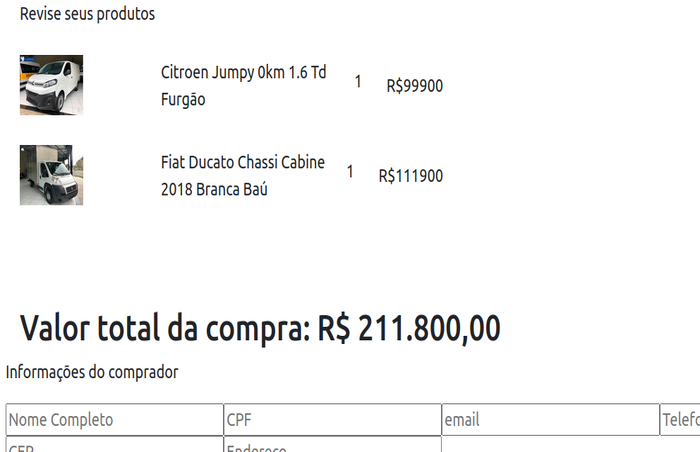 Revise seus produtos
Citroen Jumpy 0km 1.6 Td
Furgão
1
R$99900
Fiat Ducato Chassi Cabine
2018 Branca Baú
1
R$111900
Valor total da compra: R$ 211.800,00
Informações do comprador
Nome Completo
CPF
email
Telefo
CEP
Endereço